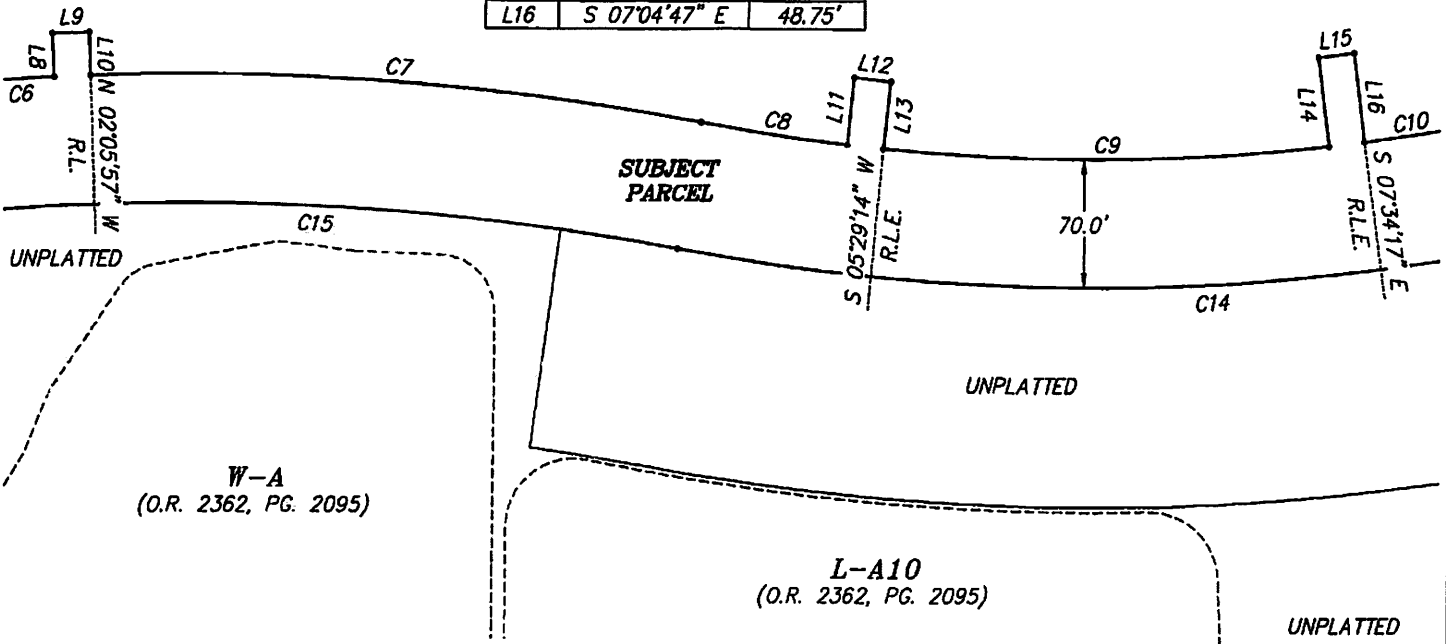 L16 S 07°04'47" E 48.75'
L9
L8
L10
C6
N 02°05'57" W
R.L.
C7
C8
L11
L12
L13
S 05°29'14" W
R.L.E.
C9
L14
L15
L16
C10
S 07°34'17" E
R.L.E.
SUBJECT
PARCEL
70.0'
C15
C14
UNPLATTED
UNPLATTED
W-A
(O.R. 2362, PG. 2095)
L-A10
(O.R. 2362, PG. 2095)
UNPLATTED